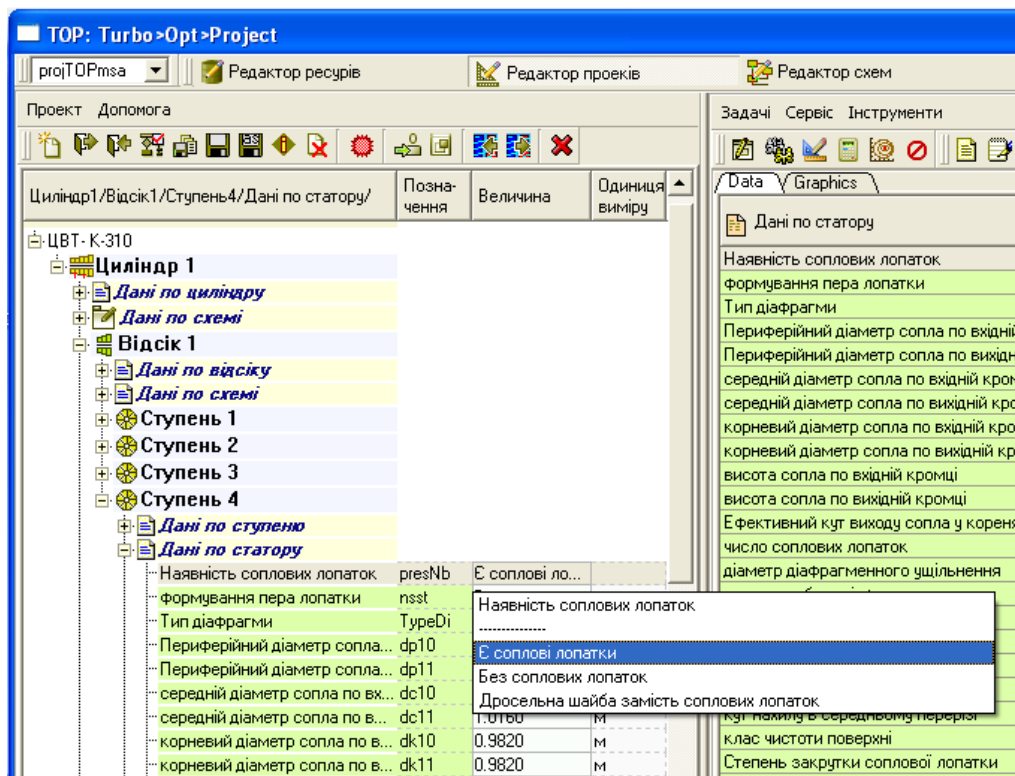 TOP: Turbo>Opt>Project
projTOPmsa Редактор ресурів Редактор проеків Редактор схем
Проект Допомога
Задачі Сервіс Інструменти
Data Graphics
Циліндр1/Відсік1/Ступень4/Дані по статору/ Позна-чення Величина Одиниця виміру
ЦВТ- К-310
Циліндр 1
Дані по циліндру
Дані по схемі
Відсік 1
Дані по відсіку
Дані по схемі
Ступень 1
Ступень 2
Ступень 3
Ступень 4
Дані по ступеню
Дані по статору
Наявність соплових лопаток presNb Є соплові ло...
формування пера лопатки nsst
Тип діафрагми TypeDi
Периферійний діаметр сопла... dp10
Периферійний діаметр сопла... dp11
середній діаметр сопла по вх... dc10
середній діаметр сопла по в... dc11 1.0160 м
корневий діаметр сопла по в... dk10 0.9820 м
корневий діаметр сопла по в... dk11 0.9820 м
Наявність соплових лопаток
---------------
Є соплові лопатки
Без соплових лопаток
Дросельна шайба замість соплових лопаток
Дані по статору
Наявність соплових лопаток
формування пера лопатки
Тип діафрагми
Периферійний діаметр сопла по вхідній
Периферійний діаметр сопла по вихідн
середній діаметр сопла по вхідній кром
середній діаметр сопла по вихідній кро
корневий діаметр сопла по вхідній кро
корневий діаметр сопла по вихідній кр
висота сопла по вхідній кромці
висота сопла по вихідній кромці
Ефективний кут виходу сопла у кореня
число соплових лопаток
діаметр діафрагменного ущільнення
кут нахилу в середньому перерізі
клас чистоти поверхні
Степень закрутки соплової лопатки